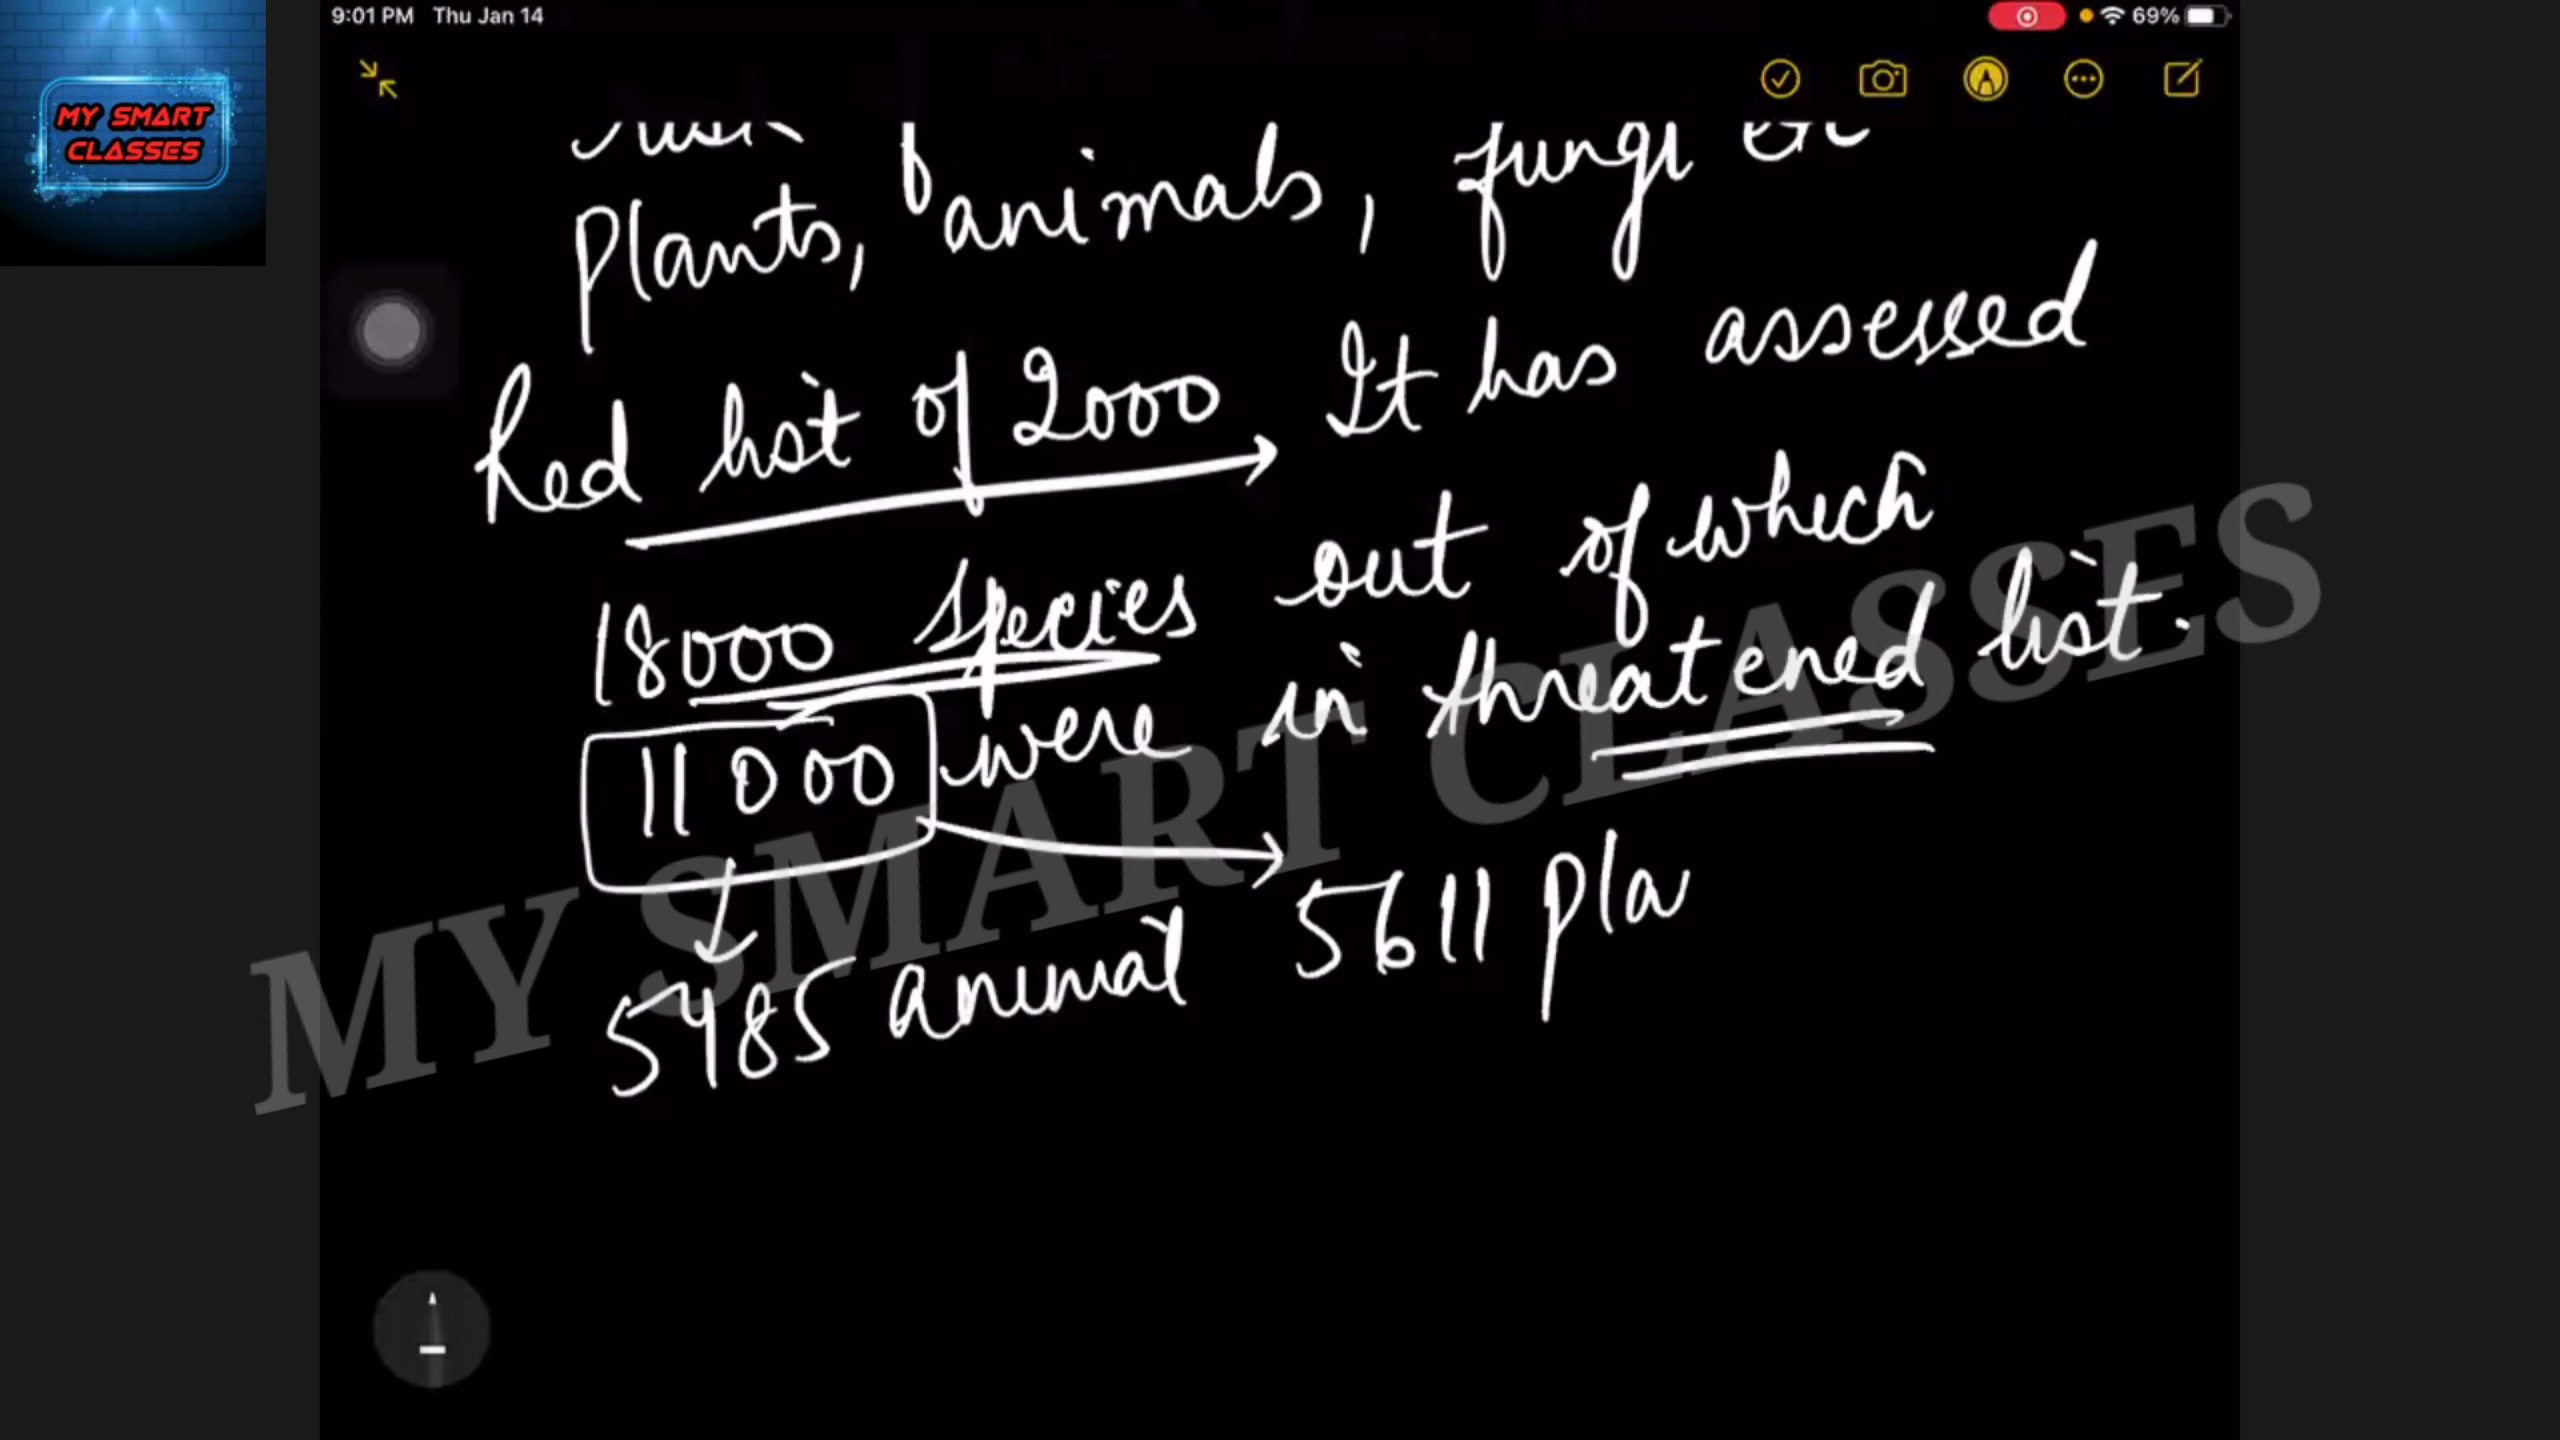 9:01 PM Thu Jan 14
69%
MY SMART
CLASSES
fungi etc
Plants, animals,
Red list of 2000 → It has assessed
18000 species out of which
11000 were in threatened list.
5485 animal 5611 pla
MY SMART CLASSES